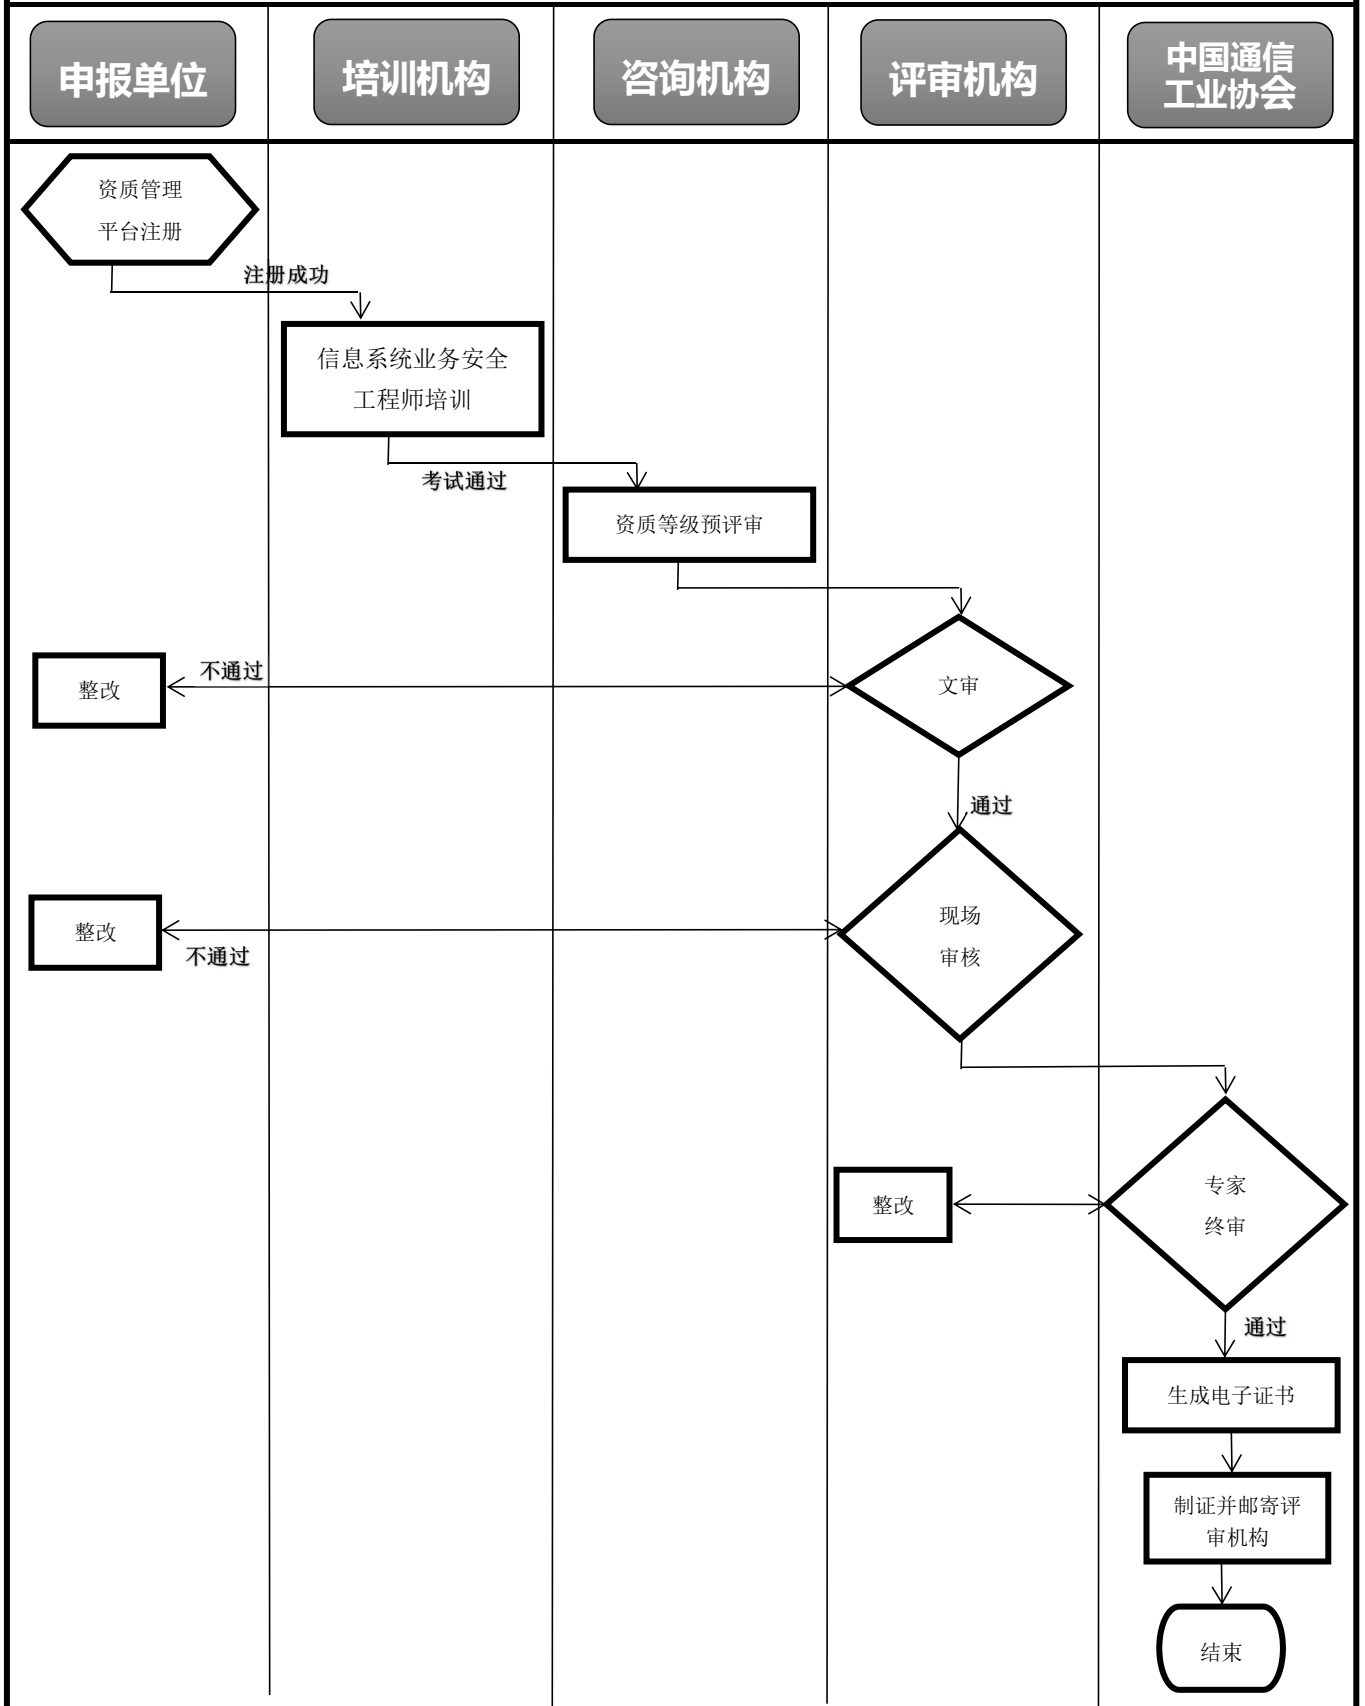 申报单位
培训机构
咨询机构
评审机构
中国通信
工业协会
资质管理
平台注册
注册成功
信息系统业务安全
工程师培训
考试通过
资质等级预评审
整改
不通过
文审
通过
整改
不通过
现场
审核
整改
专家
终审
通过
生成电子证书
制证并邮寄评
审机构
结束